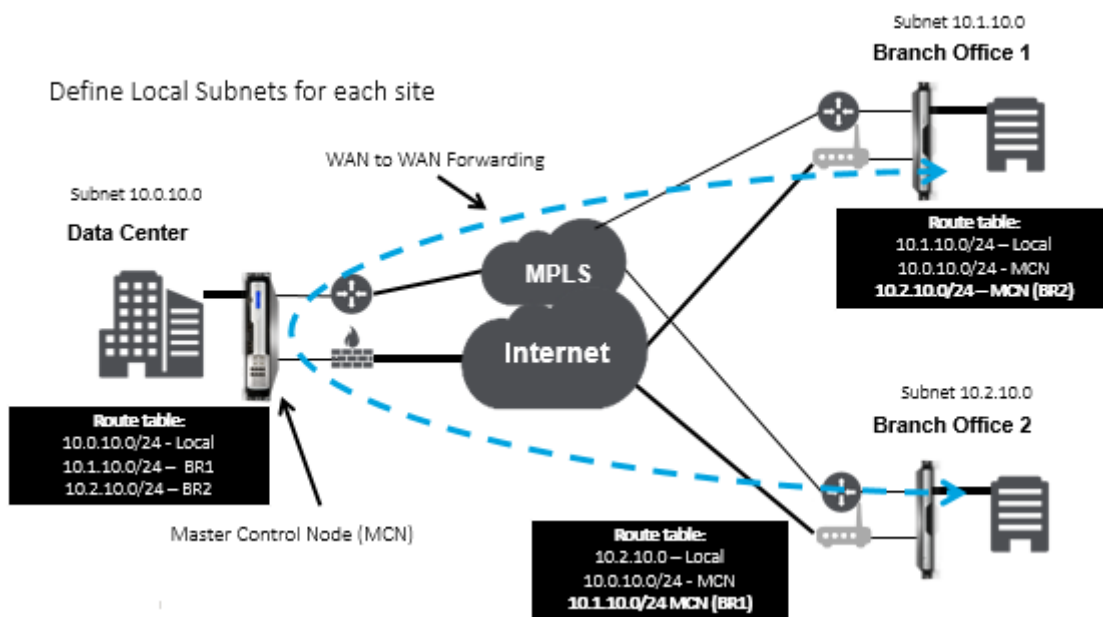 Subnet 10.1.10.0
Branch Office 1
Define Local Subnets for each site
WAN to WAN Forwarding
Subnet 10.0.10.0
Data Center
Route table:
10.1.10.0/24 – Local
10.0.10.0/24 - MCN
10.2.10.0/24 – MCN (BR2)
MPLS
Internet
Subnet 10.2.10.0
Branch Office 2
Route table:
10.0.10.0/24 - Local
10.1.10.0/24 – BR1
10.2.10.0/24 – BR2
Master Control Node (MCN)
Route table:
10.2.10.0 – Local
10.0.10.0/24 - MCN
10.1.10.0/24 MCN (BR1)